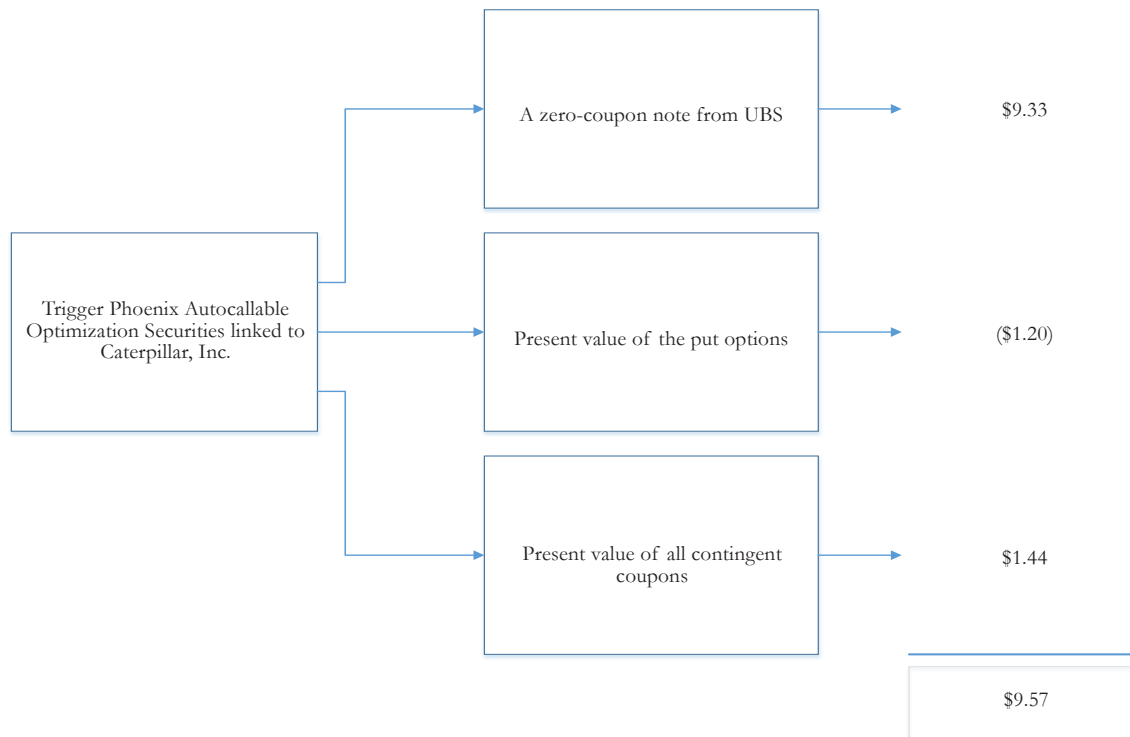 A zero-coupon note from UBS
$9.33
Trigger Phoenix Autocallable
Optimization Securities linked to
Caterpillar, Inc.
Present value of the put options
($1.20)
Present value of all contingent
coupons
$1.44
$9.57